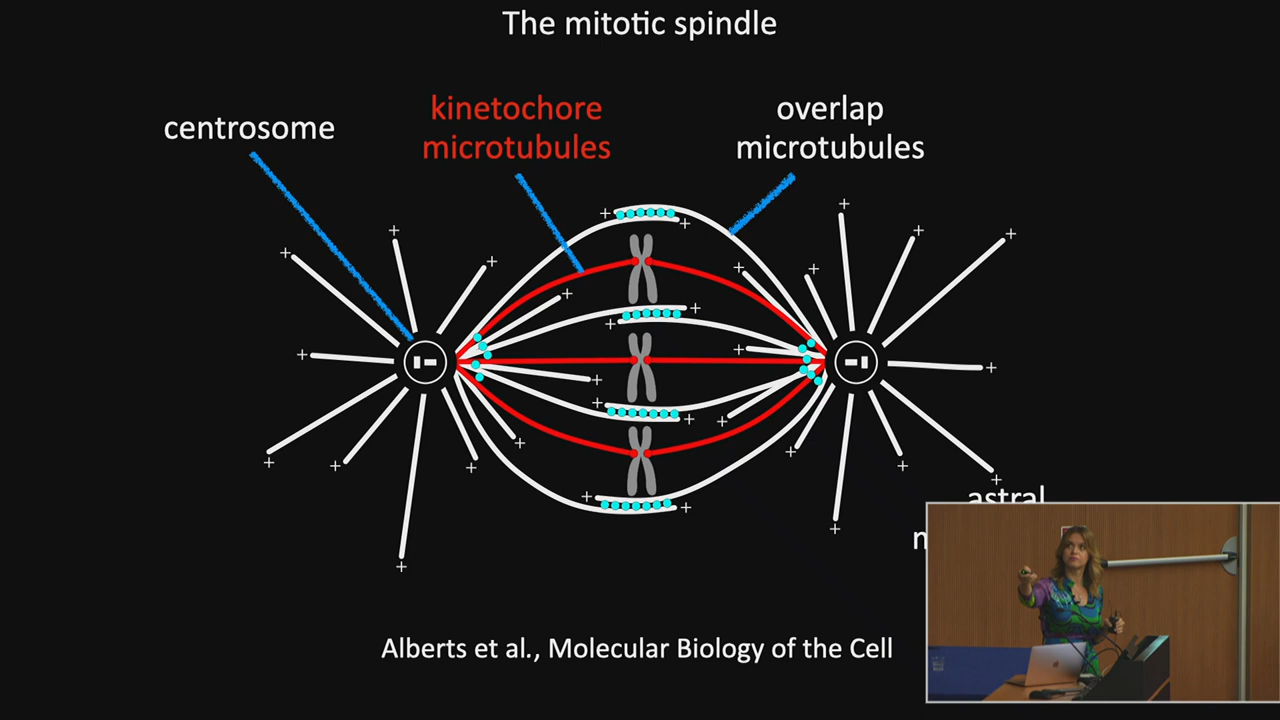 The mitotic spindle
centrosome
kinetochore
microtubules
overlap
microtubules
astral
Alberts et al., Molecular Biology of the Cell